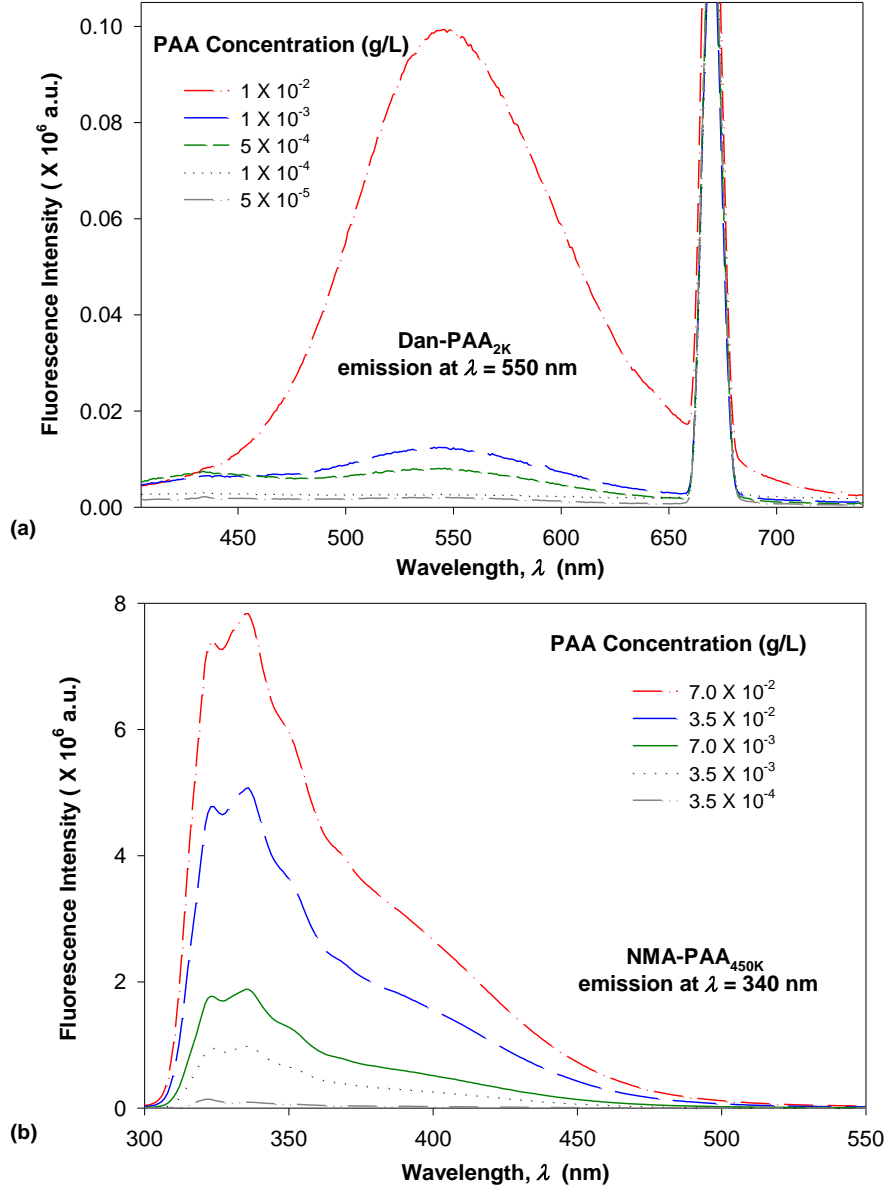 0.10
0.08
0.06
0.04
0.02
0.00
Fluorescence Intensity ( X 10⁶ a.u.)
PAA Concentration (g/L)
1 X 10⁻²
1 X 10⁻³
5 X 10⁻⁴
1 X 10⁻⁴
5 X 10⁻⁵
Dan-PAA₂K
emission at λ = 550 nm
450 500 550 600 650 700
Wavelength, λ (nm)
(a)
8
6
4
2
0
Fluorescence Intensity ( X 10⁶ a.u.)
PAA Concentration (g/L)
7.0 X 10⁻²
3.5 X 10⁻²
7.0 X 10⁻³
3.5 X 10⁻³
3.5 X 10⁻⁴
NMA-PAA₄₅₀K
emission at λ = 340 nm
300 350 400 450 500 550
Wavelength, λ (nm)
(b)